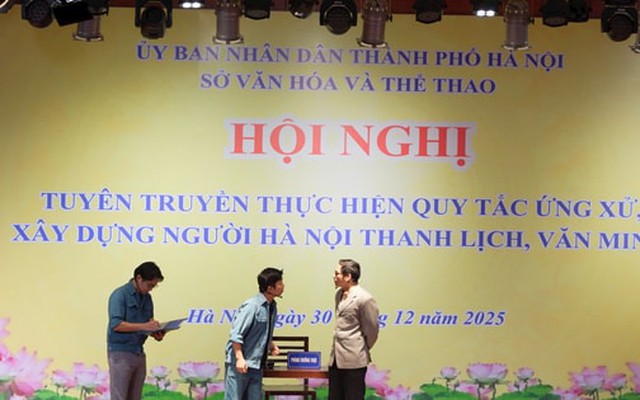 ỦY BAN NHÂN DÂN THÀNH PHỐ HÀ NỘI
SỞ VĂN HÓA VÀ THỂ THAO
HỘI NGHỊ
TUYÊN TRUYỀN THỰC HIỆN QUY TẮC ỨNG XỬ
XÂY DỰNG NGƯỜI HÀ NỘI THANH LỊCH, VĂN MIN
Hà N ngày 30 12 năm 2025